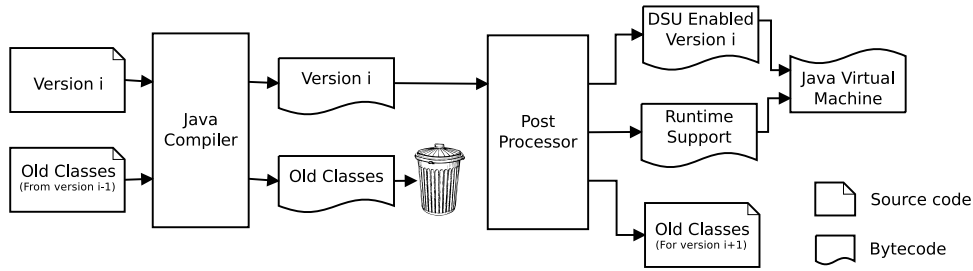 Version i
Old Classes
(From version i-1)
Java
Compiler
Version i
Old Classes
Post
Processor
DSU Enabled
Version i
Runtime
Support
Old Classes
(For version i+1)
Java Virtual
Machine
Source code
Bytecode